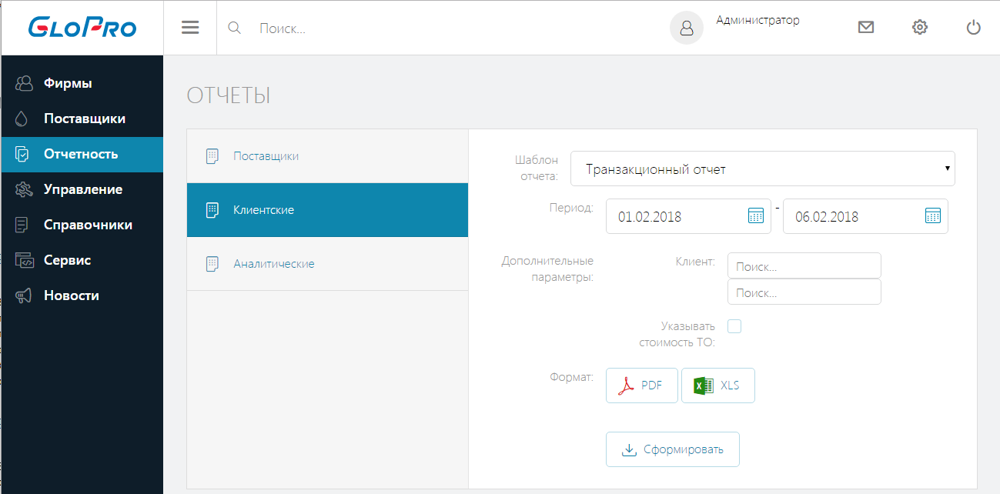 GLOPRO
Поиск...
Администратор
Фирмы
Поставщики
Отчетность
Управление
Справочники
Сервис
Новости
ОТЧЕТЫ
Поставщики
Клиентские
Аналитические
Шаблон
отчета:
Транзакционный отчет
Период:
01.02.2018 - 06.02.2018
Дополнительные
параметры:
Клиент:
Поиск...
Поиск...
Указывать
стоимость ТО:
Формат:
PDF XLS
Сформировать